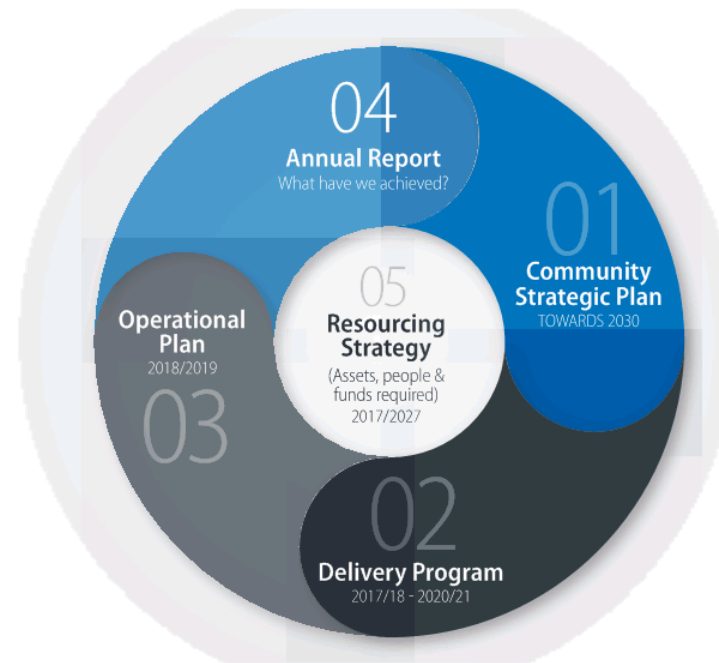 04
Annual Report
What have we achieved?
01
Community
Strategic Plan
TOWARDS 2030
05
Resourcing
Strategy
(Assets, people &
funds required)
2017/2027
Operational
Plan
2018/2019
03
02
Delivery Program
2017/18 - 2020/21